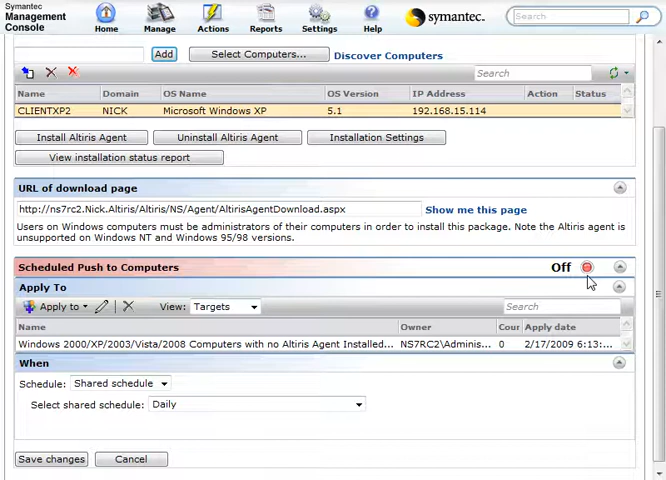 Symantec
Management
Console
Home
Manage
Actions
Reports
Settings
Help
symantec.
Search
Add
Select Computers...
Discover Computers
Search
Name Domain OS Name OS Version IP Address Action Status
CLIENTXP2 NICK Microsoft Windows XP 5.1 192.168.15.114
Install Altiris Agent
Uninstall Altiris Agent
Installation Settings
View installation status report
URL of download page
http://ns7rc2.Nick.Altiris/Altiris/NS/Agent/AltirisAgentDownload.aspx
Show me this page
Users on Windows computers must be administrators of their computers in order to install this package. Note the Altiris agent is
unsupported on Windows NT and Windows 95/98 versions.
Scheduled Push to Computers Off
Apply To
Apply to View: Targets Search
Name Owner Cour Apply date
Windows 2000/XP/2003/Vista/2008 Computers with no Altiris Agent Installed... NS7RC2\Adminis... 0 2/17/2009 6:13:...
When
Schedule: Shared schedule
Select shared schedule: Daily
Save changes
Cancel